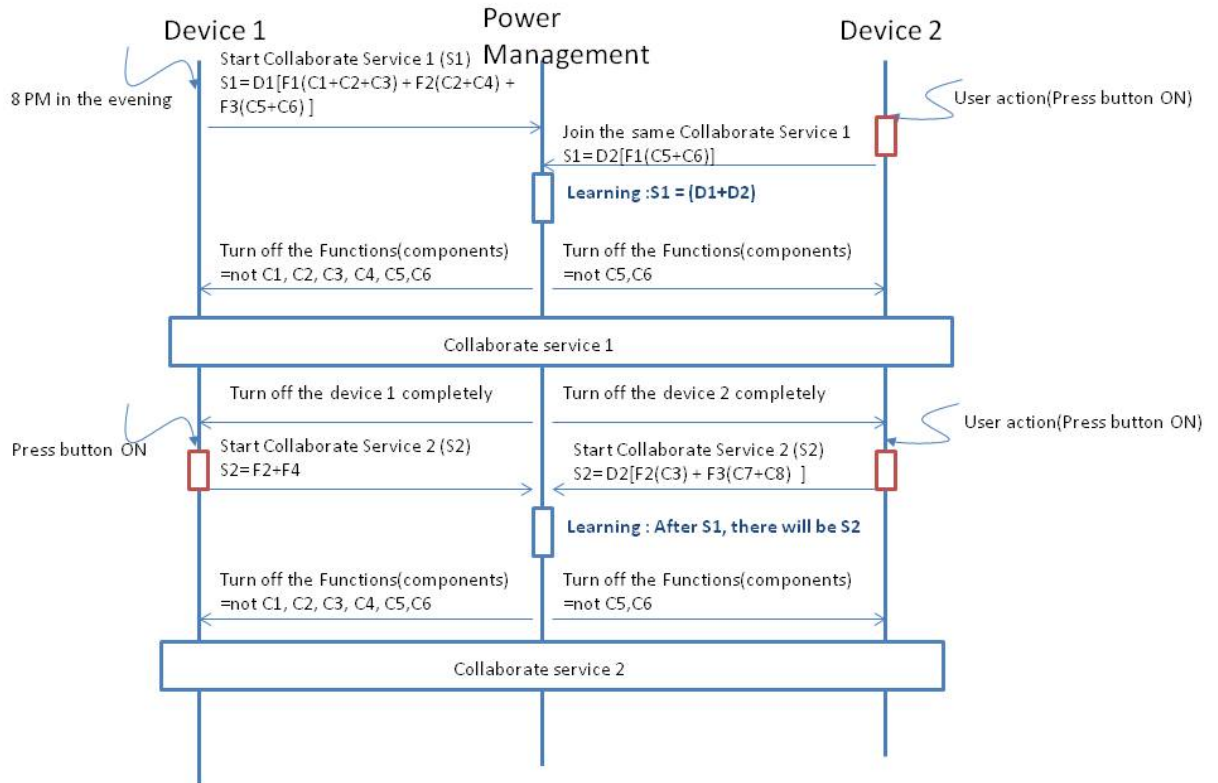 Device 1
Power
Management
Device 2
Start Collaborate Service 1 (S1)
S1= D1[F1(C1+C2+C3) + F2(C2+C4) +
F3(C5+C6) ]
8 PM in the evening
User action(Press button ON)
Join the same Collaborate Service 1
S1= D2[F1(C5+C6)]
Learning :S1 = (D1+D2)
Turn off the Functions(components)
=not C1, C2, C3, C4, C5,C6
Turn off the Functions(components)
=not C5,C6
Collaborate service 1
Turn off the device 1 completely
Turn off the device 2 completely
Press button ON
User action(Press button ON)
Start Collaborate Service 2 (S2)
S2= F2+F4
Start Collaborate Service 2 (S2)
S2= D2[F2(C3) + F3(C7+C8) ]
Learning : After S1, there will be S2
Turn off the Functions(components)
=not C1, C2, C3, C4, C5,C6
Turn off the Functions(components)
=not C5,C6
Collaborate service 2